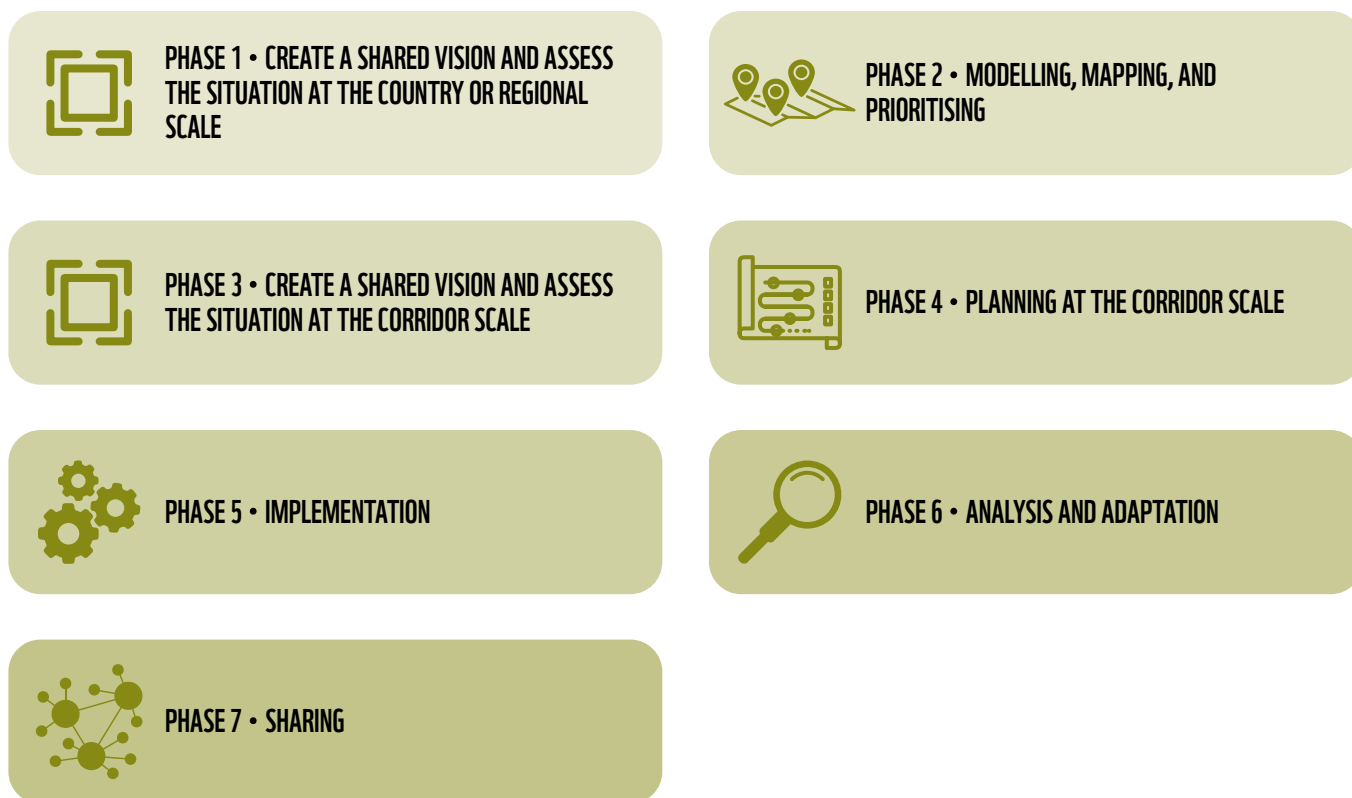 PHASE 1 • CREATE A SHARED VISION AND ASSESS
THE SITUATION AT THE COUNTRY OR REGIONAL
SCALE
PHASE 2 • MODELLING, MAPPING, AND
PRIORITISING
PHASE 3 • CREATE A SHARED VISION AND ASSESS
THE SITUATION AT THE CORRIDOR SCALE
PHASE 4 • PLANNING AT THE CORRIDOR SCALE
PHASE 5 • IMPLEMENTATION
PHASE 6 • ANALYSIS AND ADAPTATION
PHASE 7 • SHARING